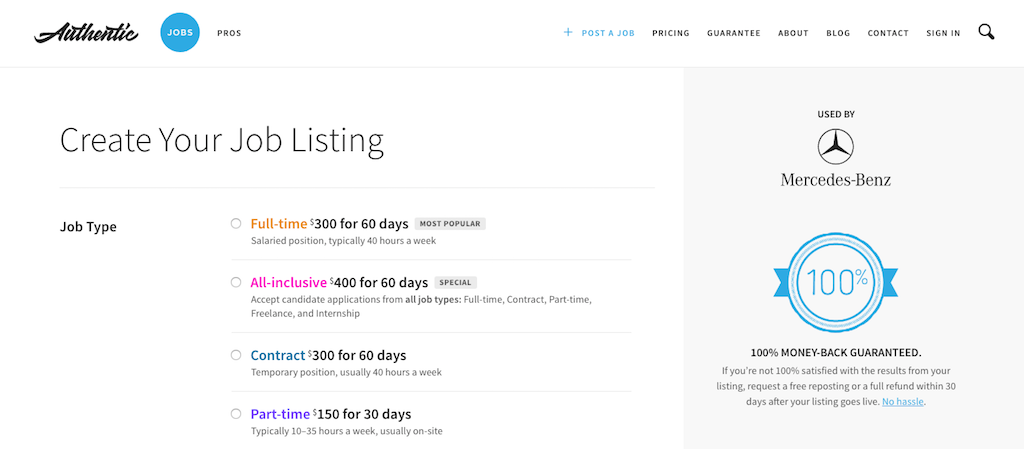 Authentic JOBS PROS + POST A JOB PRICING GUARANTEE ABOUT BLOG CONTACT SIGN IN
Create Your Job Listing
Job Type
Full-time $300 for 60 days MOST POPULAR
Salaried position, typically 40 hours a week
All-inclusive $400 for 60 days SPECIAL
Accept candidate applications from all job types: Full-time, Contract, Part-time,
Freelance, and Internship
Contract $300 for 60 days
Temporary position, usually 40 hours a week
Part-time $150 for 30 days
Typically 10–35 hours a week, usually on-site
USED BY
Mercedes-Benz
100%
100% MONEY-BACK GUARANTEED.
If you’re not 100% satisfied with the results from your
listing, request a free reposting or a full refund within 30
days after your listing goes live. No hassle.